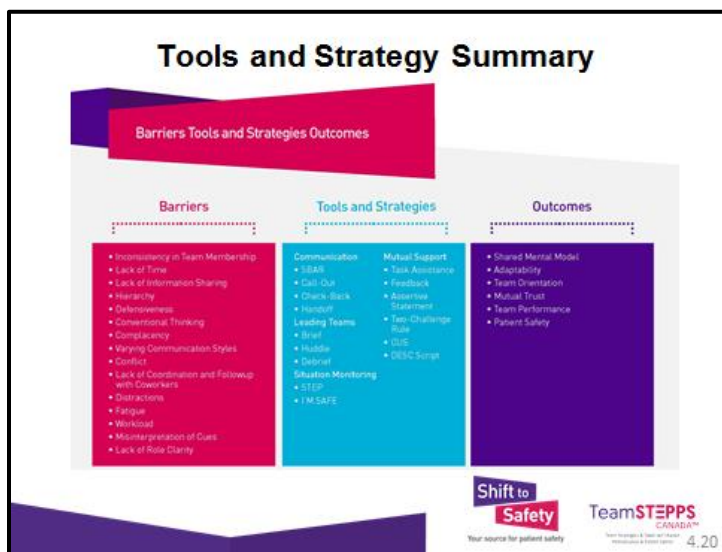 Tools and Strategy Summary
Barriers Tools and Strategies Outcomes
Barriers
• Inconsistency in Team Membership
• Lack of Time
• Lack of Information Sharing
• Hierarchy
• Defensiveness
• Conventional Thinking
• Complacency
• Varying Communication Styles
• Conflict
• Lack of Coordination and Followup
with Coworkers
• Distractions
• Fatigue
• Workload
• Misinterpretation of Cues
• Lack of Role Clarity
Tools and Strategies
Communication
• SBAR
• Call-Out
• Check-Back
• Handoff
Leading Teams
• Brief
• Huddle
• Debrief
Situation Monitoring
• STEP
• I'M SAFE
Mutual Support
• Task Assistance
• Feedback
• Assertive
Statement
• Two-Challenge
Rule
• CUS
• DESC Script
Outcomes
• Shared Mental Model
• Adaptability
• Team Orientation
• Mutual Trust
• Team Performance
• Patient Safety
Shift to
Safety
Your source for patient safety
TeamSTEPPS
CANADA™
4.20